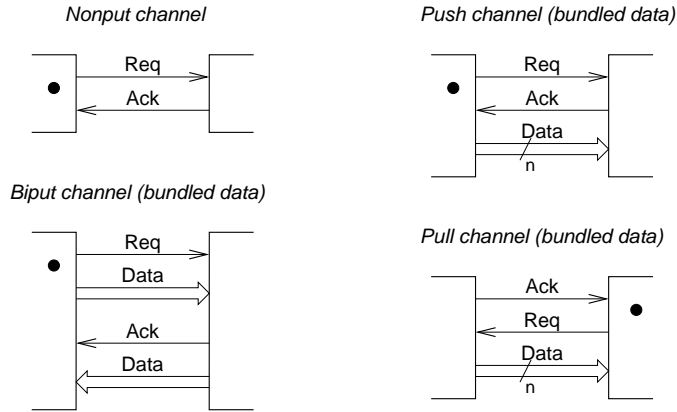 Nonput channel
Req
Ack
Push channel (bundled data)
Req
Ack
Data
n
Biput channel (bundled data)
Req
Data
Ack
Data
Pull channel (bundled data)
Ack
Req
Data
n